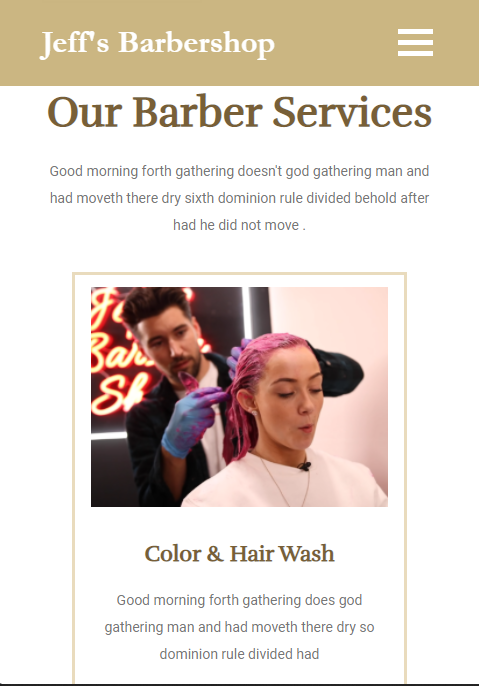 Jeff's Barbershop
Our Barber Services
Good morning forth gathering doesn't god gathering man and
had moveth there dry sixth dominion rule divided behold after
had he did not move .
Color & Hair Wash
Good morning forth gathering does god
gathering man and had moveth there dry so
dominion rule divided had